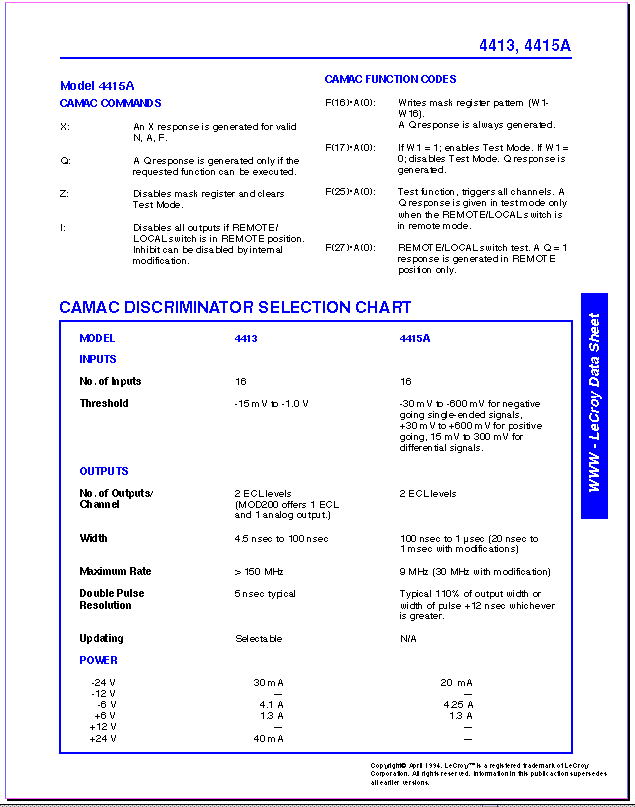 4413, 4415A
Model 4415A
CAMAC COMMANDS
X: An X response is generated for valid
N, A, F.
Q: A Q response is generated only if the
requested function can be executed.
Z: Disables mask register and clears
Test Mode.
I: Disables all outputs if REMOTE/
LOCAL switch is in REMOTE position.
Inhibit can be disabled by internal
modification.
CAMAC FUNCTION CODES
F(16)•A(0): Writes mask register pattern (W1-
W16).
A Q response is always generated.
F(17)•A(0): If W1 = 1; enables Test Mode. If W1 =
0; disables Test Mode. Q response is
generated.
F(25)•A(0): Test function, triggers all channels. A
Q response is given in test mode only
when the REMOTE/LOCAL switch is
in remote mode.
F(27)•A(0): REMOTE/LOCAL switch test. A Q = 1
response is generated in REMOTE
position only.
CAMAC DISCRIMINATOR SELECTION CHART
MODEL 4413 4415A
INPUTS
No. of Inputs 16 16
Threshold -15 mV to -1.0 V -30 mV to -600 mV for negative
going single-ended signals,
+30 mV to +600 mV for positive
going, 15 mV to 300 mV for
differential signals.
OUTPUTS
No. of Outputs/ 2 ECL levels 2 ECL levels
Channel (MOD200 offers 1 ECL
and 1 analog output.)
Width 4.5 nsec to 100 nsec 100 nsec to 1 µsec (20 nsec to
1 msec with modifications)
Maximum Rate > 150 MHz 9 MHz (30 MHz with modification)
Double Pulse 5 nsec typical Typical 110% of output width or
Resolution width of pulse +12 nsec whichever
is greater.
Updating Selectable N/A
POWER
-24 V 30 mA 20 mA
-12 V — —
-6 V 4.1 A 4.25 A
+6 V 1.3 A 1.3 A
+12 V — —
+24 V 40 mA —
WWW - LeCroy Data Sheet
Copyright© April 1994. LeCroy™ is a registered trademark of LeCroy
Corporation. All rights reserved. Information in this publicaction supersedes
all earlier versions.